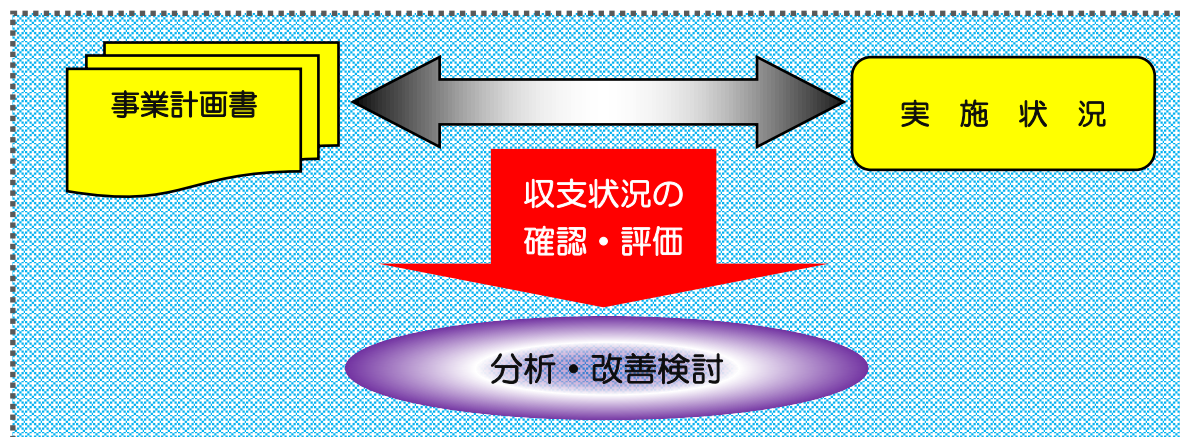 事業計画書
実　施　状　況
収支状況の
確認・評価
分析・改善検討